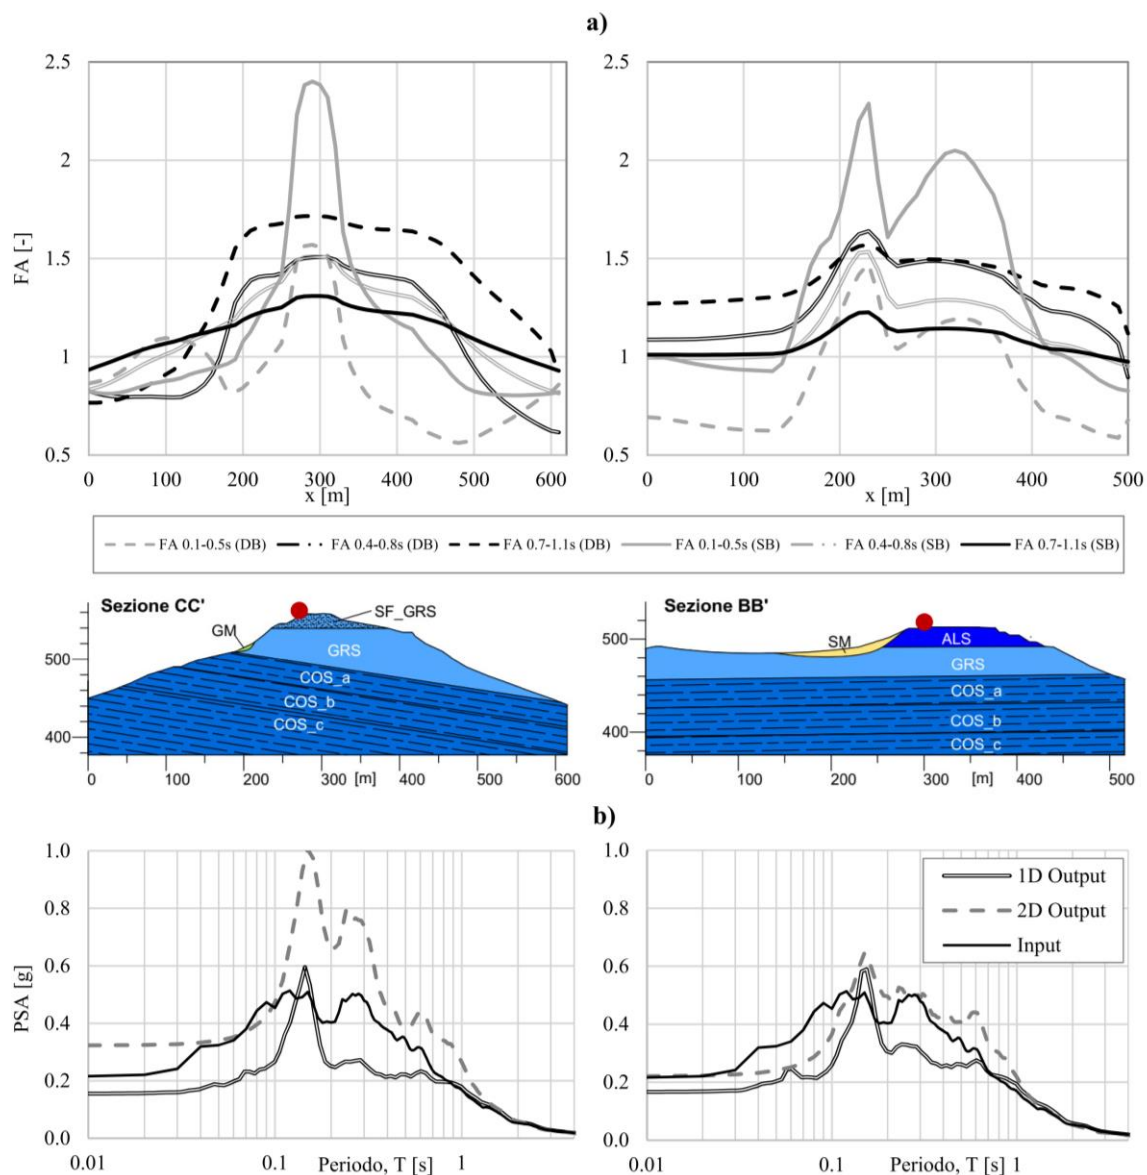 a)
2.5
2
1.5
1
0.5
FA [-]
0 100 200 300 400 500 600
x [m]
2.5
2
1.5
1
0.5
0 100 200 300 400 500
x [m]
FA 0.1-0.5s (DB) FA 0.4-0.8s (DB) FA 0.7-1.1s (DB) FA 0.1-0.5s (SB) FA 0.4-0.8s (SB) FA 0.7-1.1s (SB)
Sezione CC'
SF_GRS
GM
GRS
500
COS_a
COS_b
COS_c
400
0 100 200 300 [m] 400 500 600
Sezione BB'
500
SM
ALS
GRS
COS_a
COS_b
400
COS_c
0 100 200 300 [m] 400 500
b)
1.0
0.8
0.6
0.4
0.2
0.0
PSA [g]
0.01 0.1 Periodo, T [s] 1
1.0
0.8
0.6
0.4
0.2
0.0
1D Output
2D Output
Input
0.01 0.1 Periodo, T [s] 1